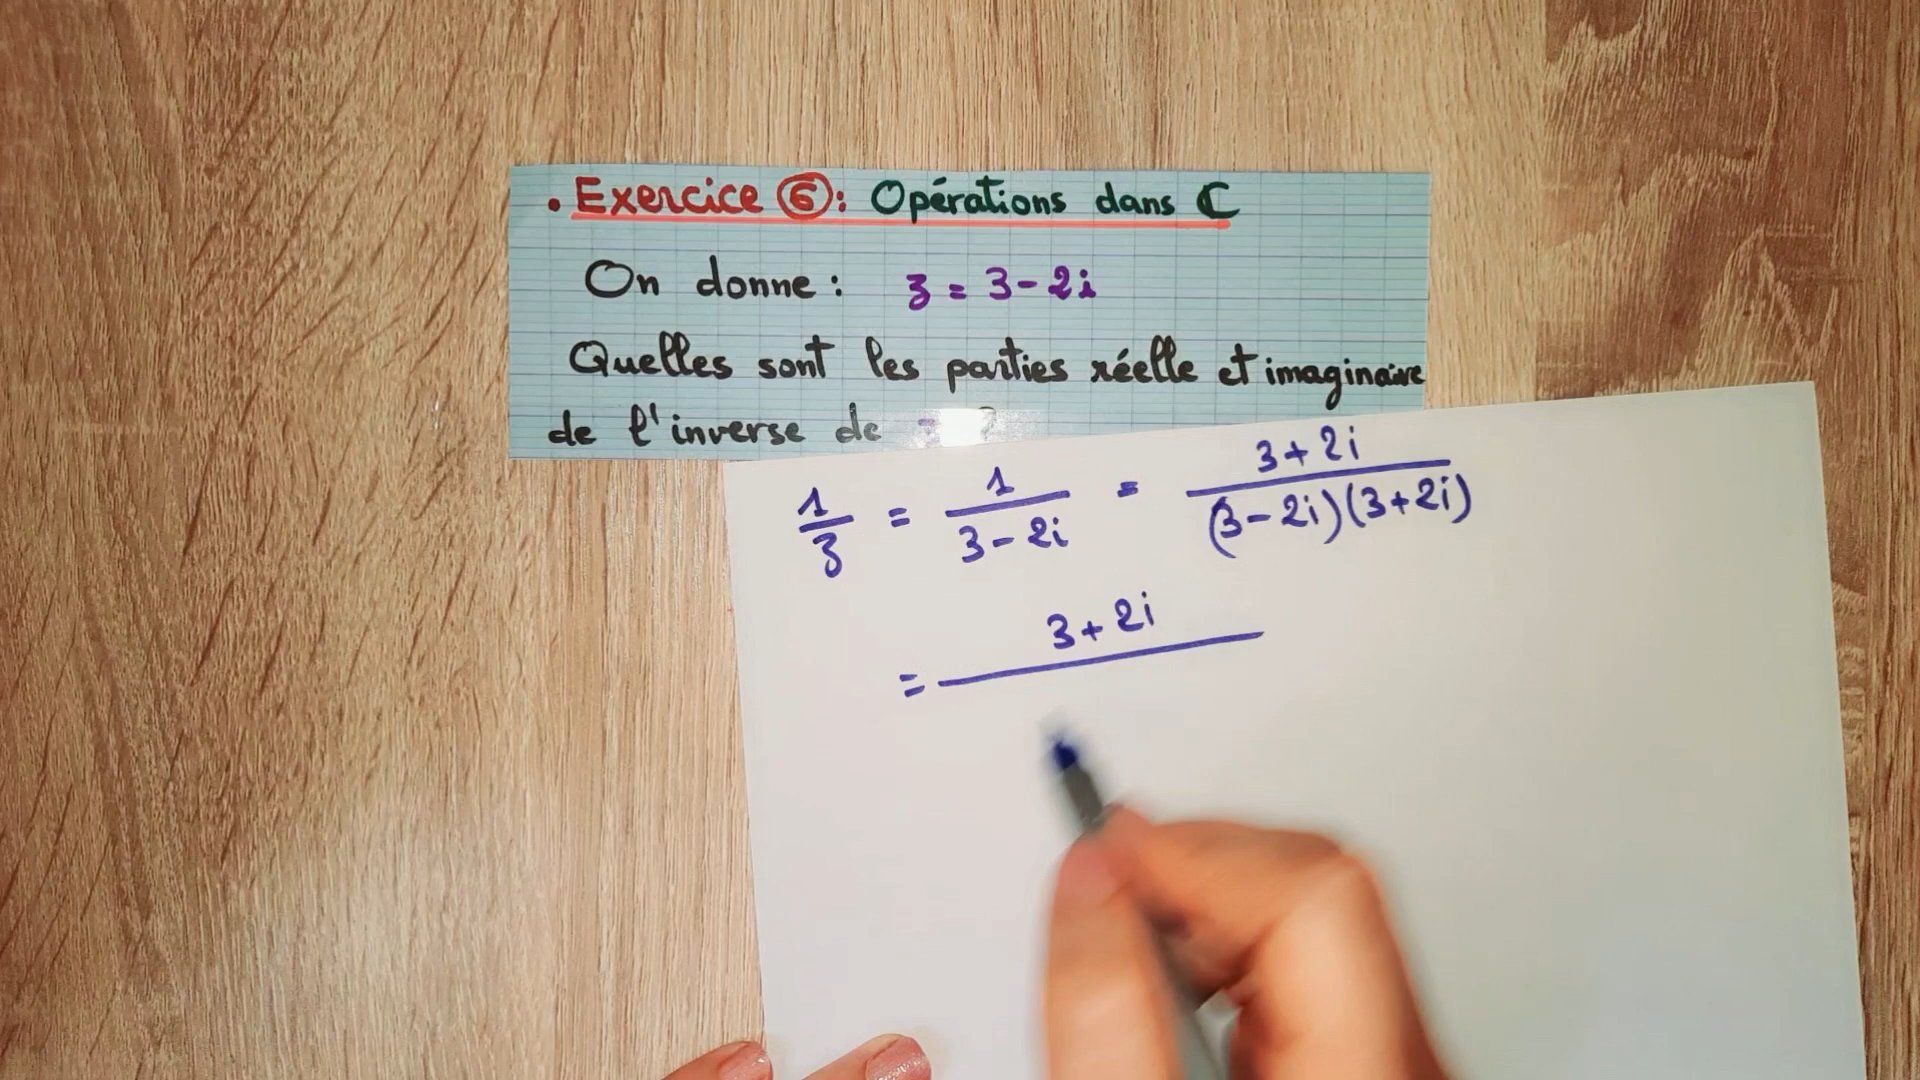 • Exercice ⑥: Opérations dans ℂ
On donne : z = 3 - 2i
Quelles sont les parties réelle et imaginaire
de l'inverse de ?
1/z = 1/(3 - 2i) = (3 + 2i)/((3 - 2i)(3 + 2i))
= 3 + 2i